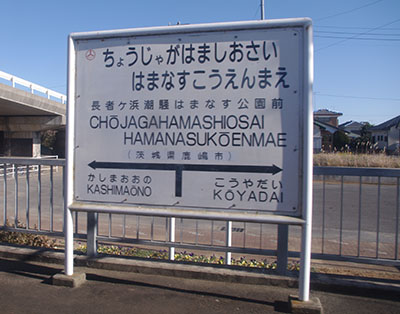 ちょうじゃがはましおさい
はまなすこうえんまえ
長者ヶ浜潮騒はまなす公園前
CHŌJAGAHAMASHIOSAI
HAMANASUKŌENMAE
(茨城県鹿嶋市)
かしまおおの
KASHIMAŌNO
こうやだい
KŌYADAI